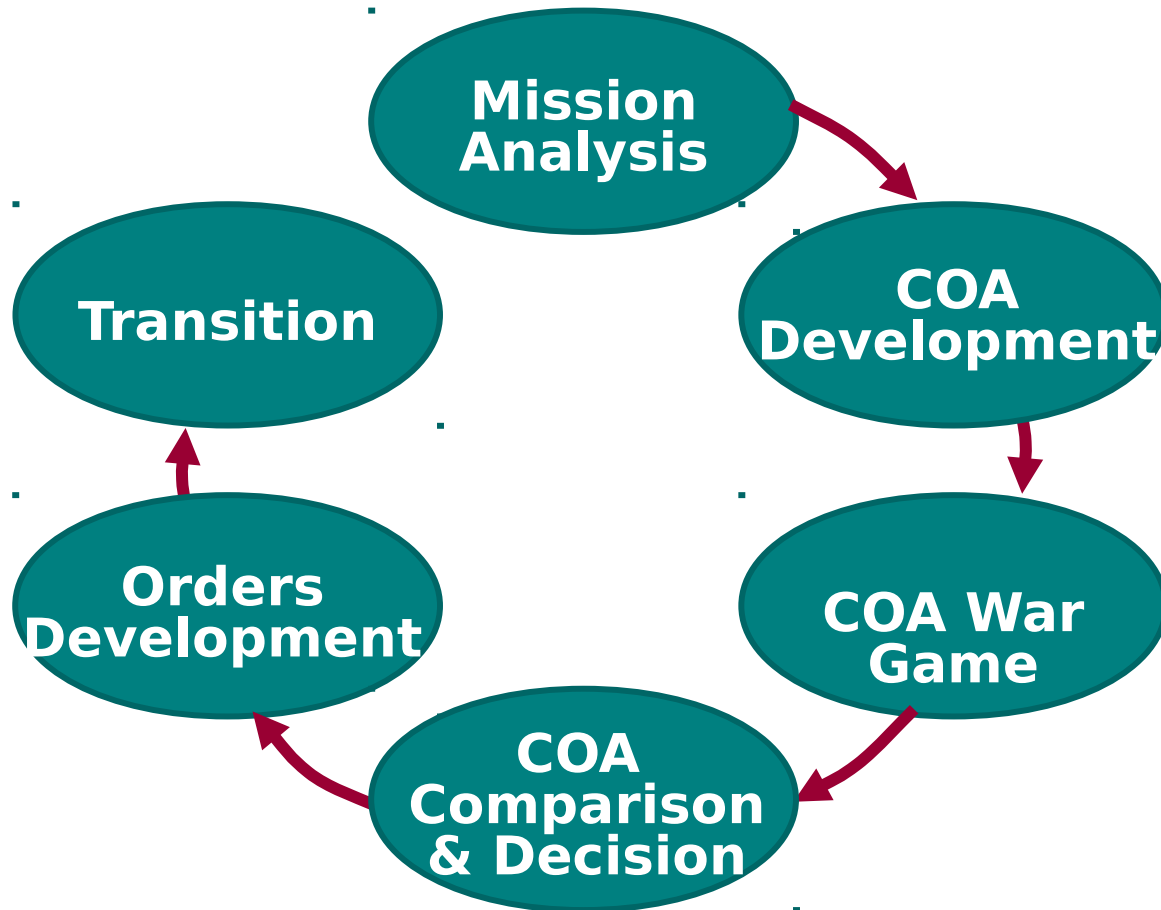 Mission
Analysis
COA
Development
COA War
Game
COA
Comparison
& Decision
Orders
Development
Transition